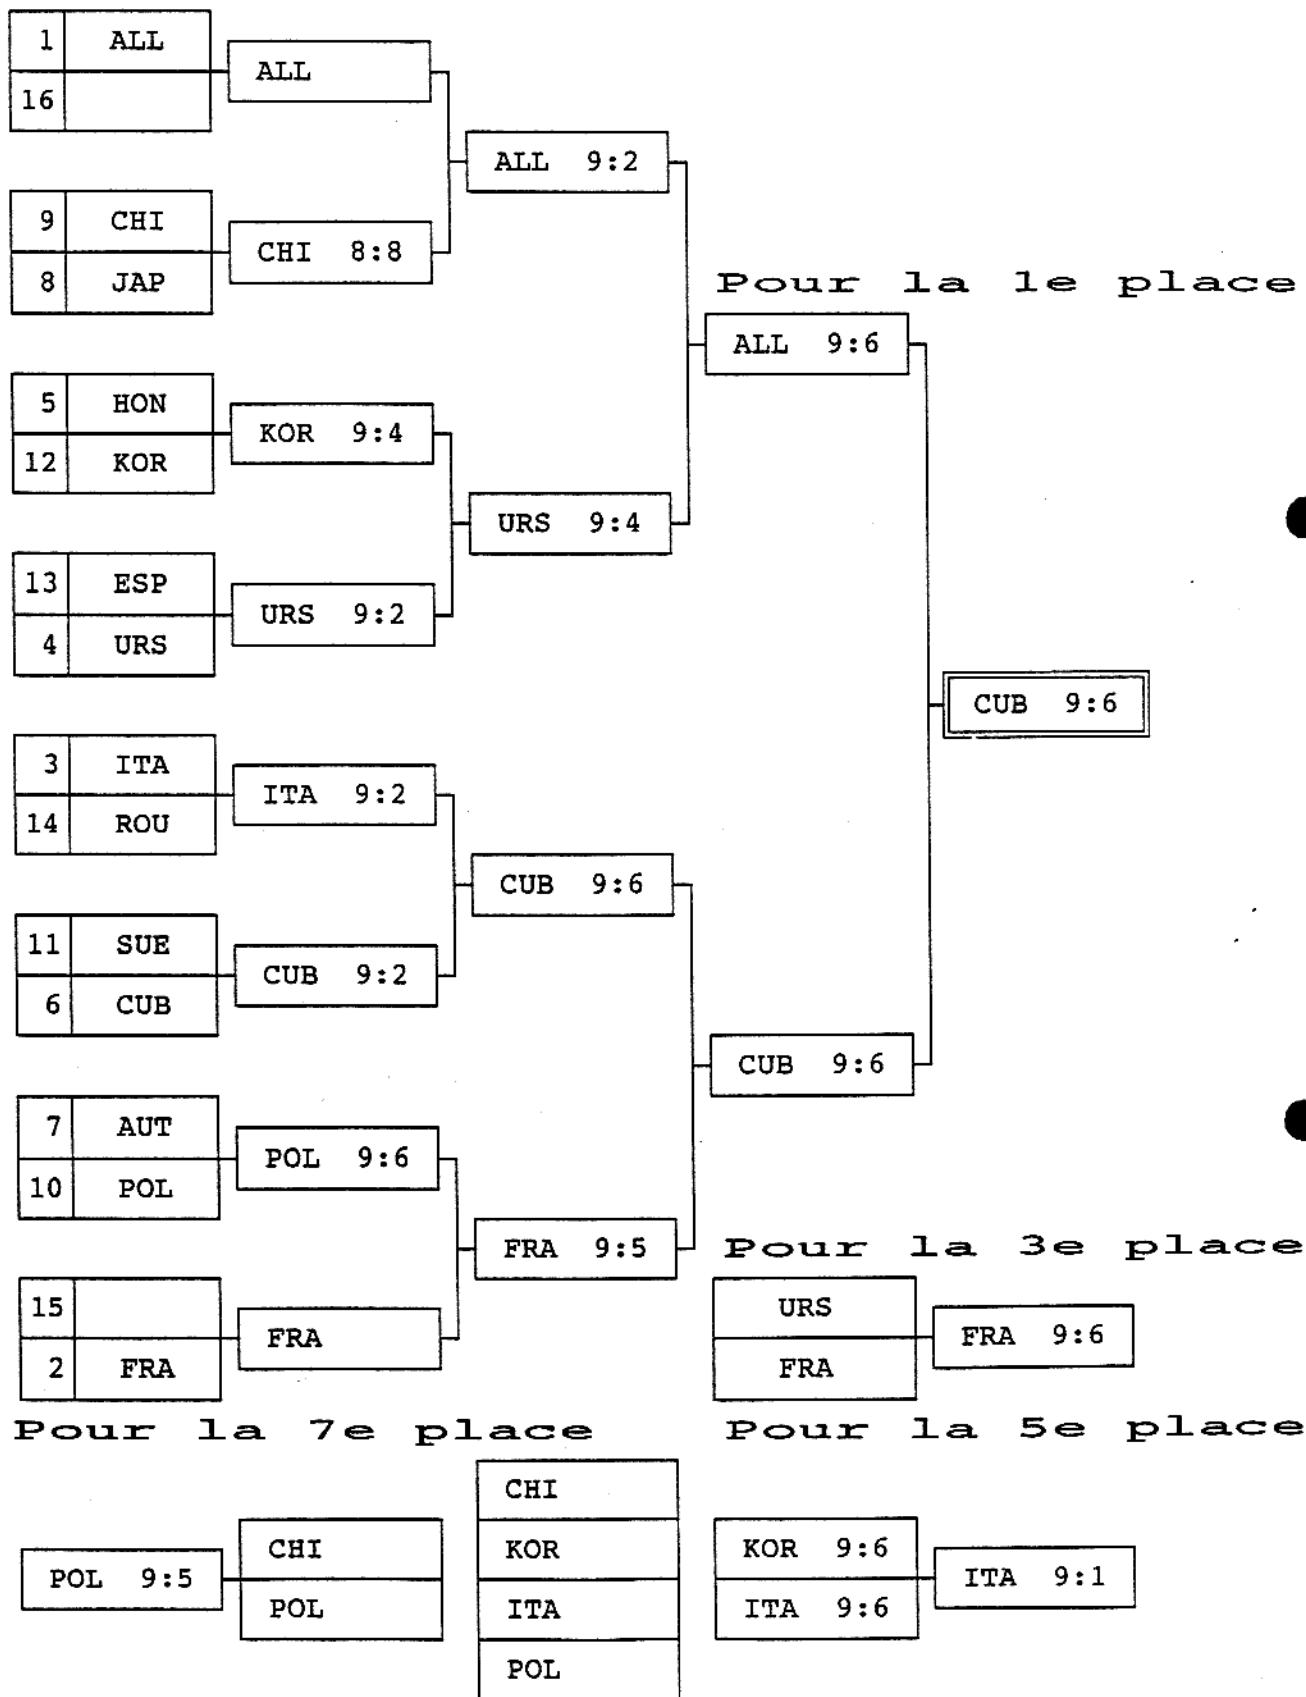 1 ALL
16
ALL
9 CHI
8 JAP
CHI 8:8
ALL 9:2
5 HON
12 KOR
KOR 9:4
13 ESP
4 URS
URS 9:2
URS 9:4
Pour la 1e place
ALL 9:6
3 ITA
14 ROU
ITA 9:2
11 SUE
6 CUB
CUB 9:2
CUB 9:6
7 AUT
10 POL
POL 9:6
15
2 FRA
FRA
FRA 9:5
CUB 9:6
CUB 9:6
Pour la 3e place
URS
FRA
FRA 9:6
Pour la 7e place
POL 9:5
CHI
POL
Pour la 5e place
CHI
KOR
ITA
POL
KOR 9:6
ITA 9:6
ITA 9:1